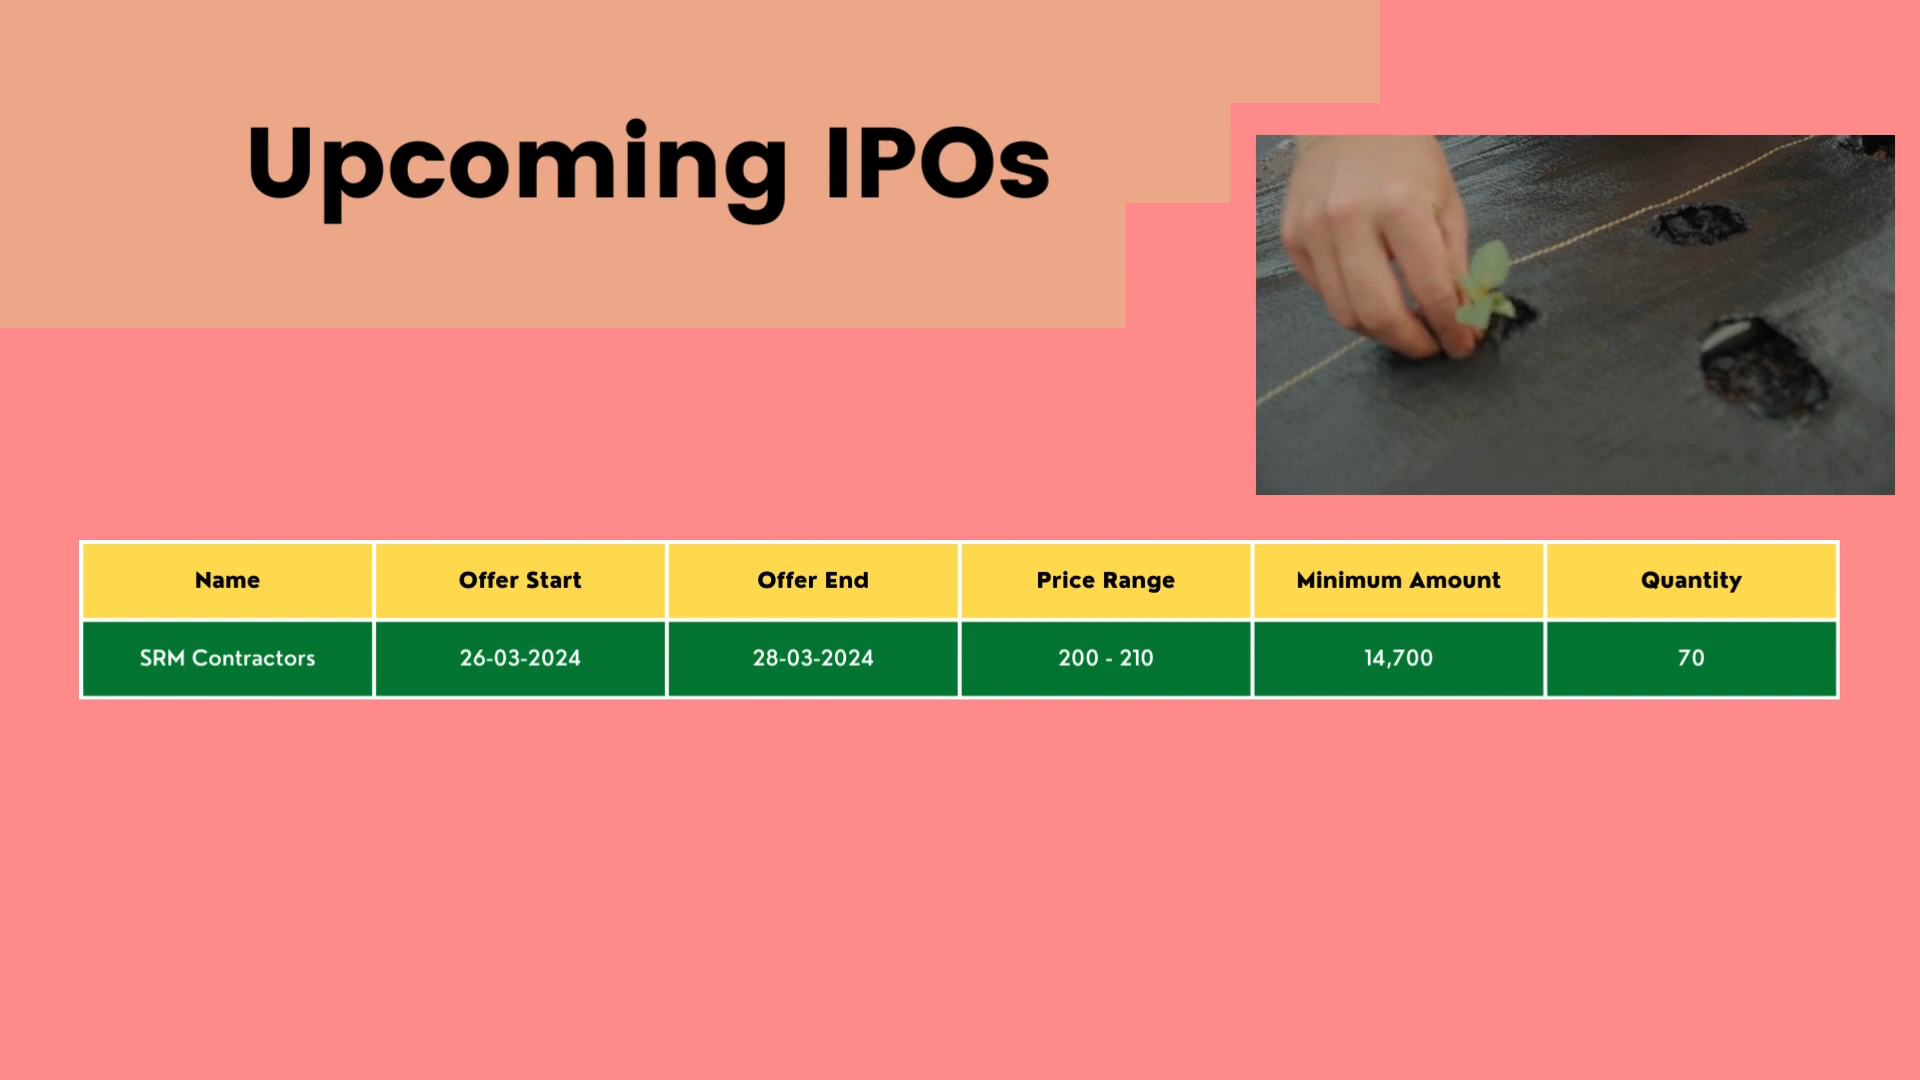 Upcoming IPOs
Name Offer Start Offer End Price Range Minimum Amount Quantity
SRM Contractors 26-03-2024 28-03-2024 200 - 210 14,700 70